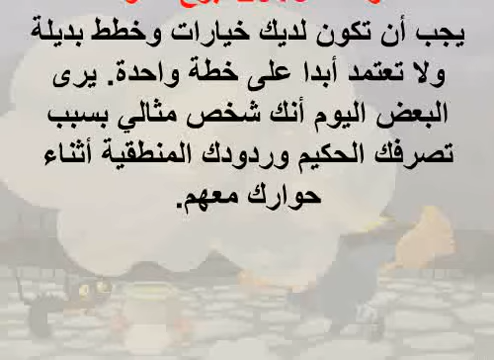 يجب أن تكون لديك خيارات وخطط بديلة
ولا تعتمد أبدا على خطة واحدة. يرى
البعض اليوم أنك شخص مثالي بسبب
تصرفك الحكيم وردودك المنطقية أثناء
حوارك معهم.